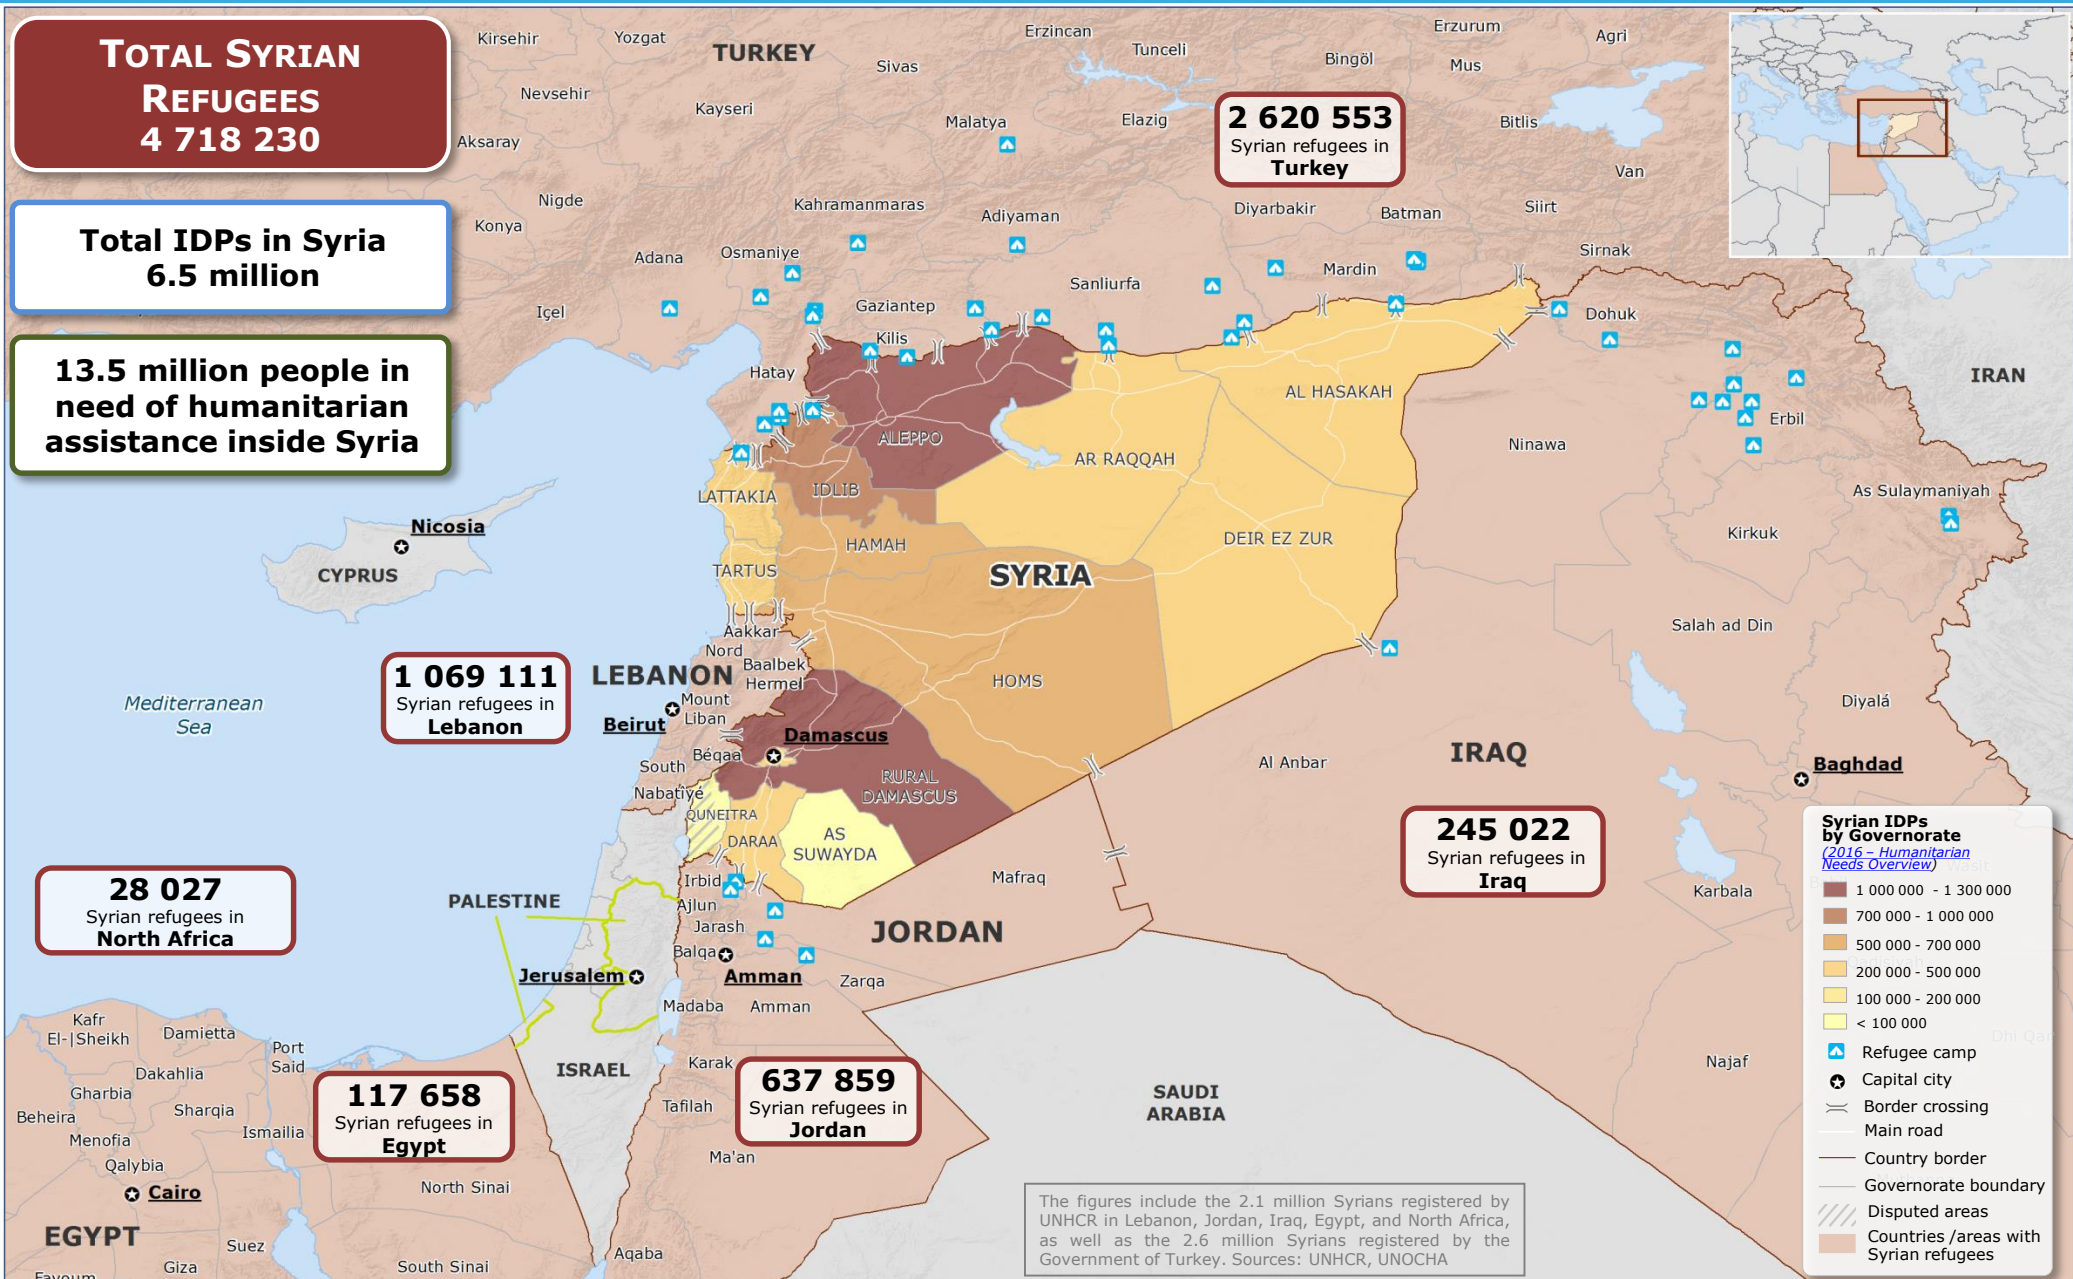 TOTAL SYRIAN
REFUGEES
4 718 230
Total IDPs in Syria
6.5 million
13.5 million people in
need of humanitarian
assistance inside Syria
Kirsehir
Yozgat
TURKEY
Sivas
Erzincan
Tunceli
Erzurum
Bingöl
Mus
Agri
Nevsehir
Kayseri
Aksaray
Malatya
Elazig
2 620 553
Syrian refugees in
Turkey
Bitlis
Van
Nigde
Konya
Kahramanmaras
Adiyaman
Diyarbakir
Batman
Siirt
Sirnak
Adana
Osmaniye
Sanliurfa
Mardin
Içel
Gaziantep
Kilis
Dohuk
Hatay
IRAN
AL HASAKAH
ALEPPO
AR RAQQAH
Ninawa
Erbil
LATTAKIA
IDLIB
As Sulaymaniyah
Nicosia
CYPRUS
HAMAH
DEIR EZ ZUR
Kirkuk
TARTUS
SYRIA
Aakkar
Nord
Baalbek
Hermel
Salah ad Din
1 069 111
Syrian refugees in
Lebanon
LEBANON
HOMS
Mediterranean
Sea
Mount
Liban
Beirut
Diyalá
Damascus
Béqaa
South
Nabatiyé
RURAL
DAMASCUS
Al Anbar
IRAQ
Baghdad
QUNEITRA
DARAA
AS
SUWAYDA
245 022
Syrian refugees in
Iraq
28 027
Syrian refugees in
North Africa
PALESTINE
Irbid
Ajlun
Jarash
Balqa
Mafraq
Karbala
JORDAN
Jerusalem
Amman
Zarqa
Madaba
Amman
Kafr
El-|Sheikh
Damietta
Port
Said
Dakahlia
Gharbia
Beheira
Sharqia
Menofia
Ismailia
Qalybia
Cairo
117 658
Syrian refugees in
Egypt
ISRAEL
Karak
Tafilah
637 859
Syrian refugees in
Jordan
Ma'an
SAUDI
ARABIA
Najaf
North Sinai
EGYPT
Suez
Giza
Fayoum
South Sinai
Aqaba
The figures include the 2.1 million Syrians registered by
UNHCR in Lebanon, Jordan, Iraq, Egypt, and North Africa,
as well as the 2.6 million Syrians registered by the
Government of Turkey. Sources: UNHCR, UNOCHA
Syrian IDPs
by Governorate
(2016 – Humanitarian
Needs Overview)
1 000 000 - 1 300 000
700 000 - 1 000 000
500 000 - 700 000
200 000 - 500 000
100 000 - 200 000
< 100 000
Refugee camp
Capital city
Border crossing
Main road
Country border
Governorate boundary
Disputed areas
Countries /areas with
Syrian refugees